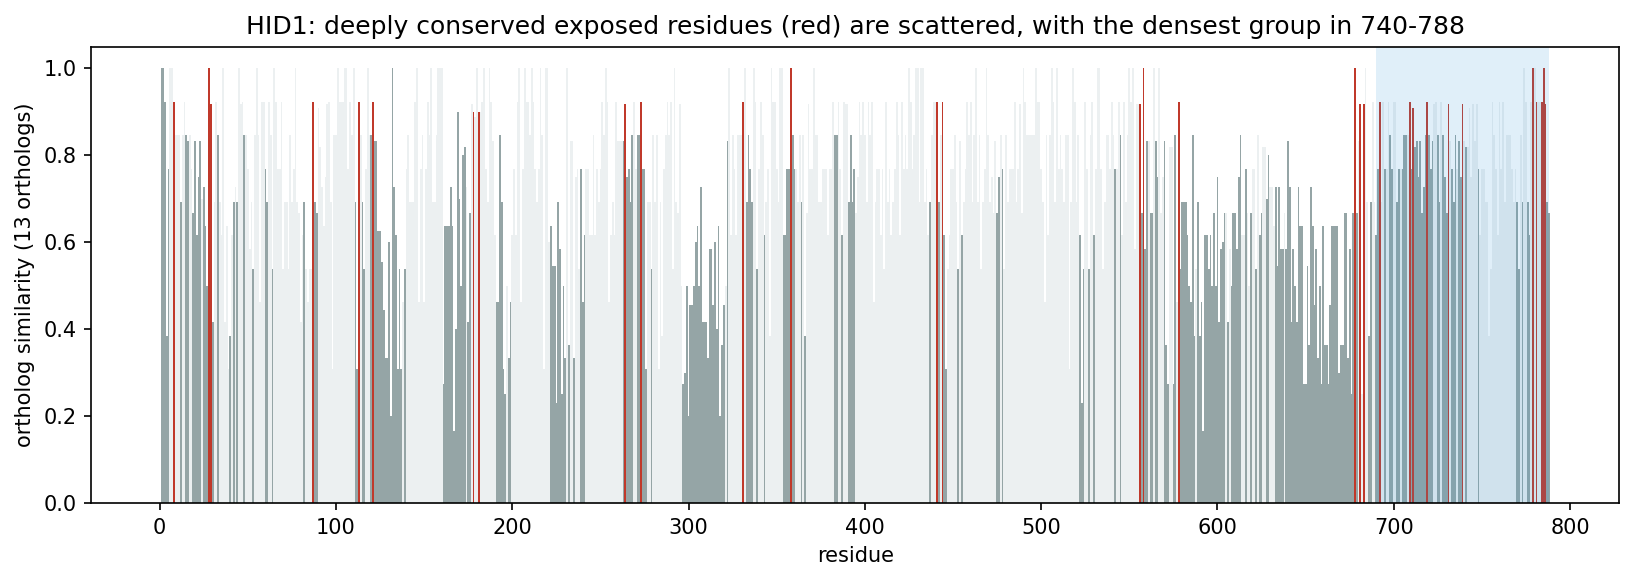 HID1: deeply conserved exposed residues (red) are scattered, with the densest group in 740-788
ortholog similarity (13 orthologs)
1.0
0.8
0.6
0.4
0.2
0.0
0 100 200 300 400 500 600 700 800
residue